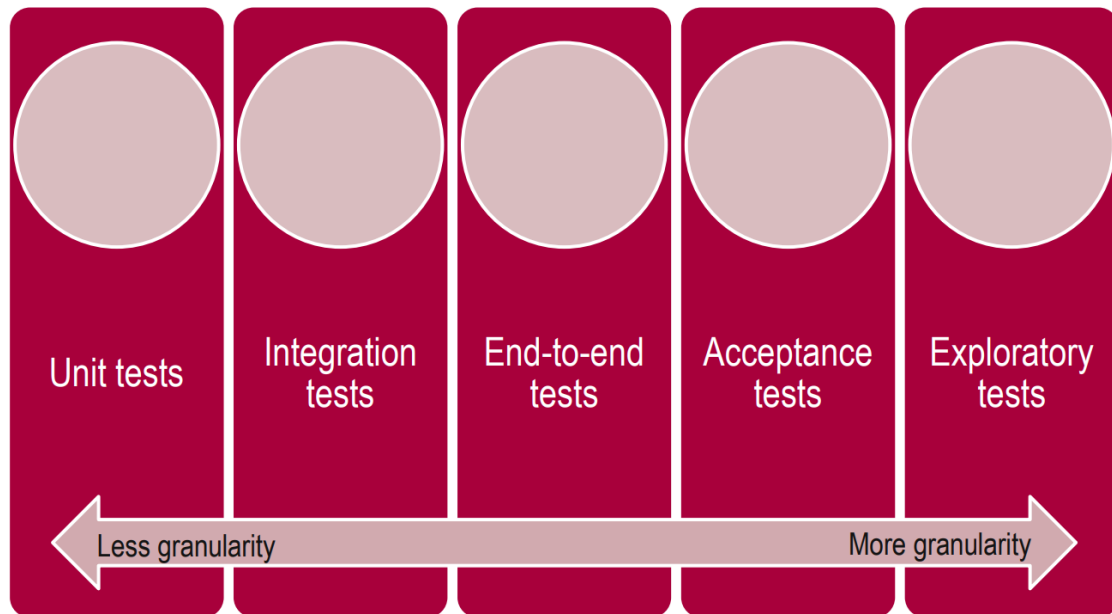 Unit tests
Integration
tests
End-to-end
tests
Acceptance
tests
Exploratory
tests
Less granularity
More granularity